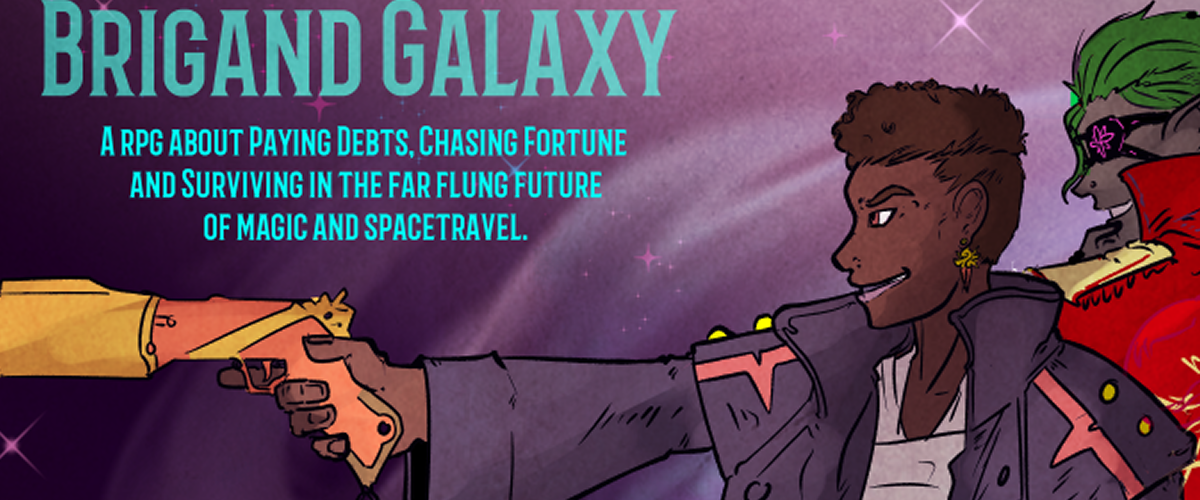 Brigand Galaxy
A rpg about Paying Debts, Chasing Fortune
and Surviving in the far flung future
of magic and spacetravel.